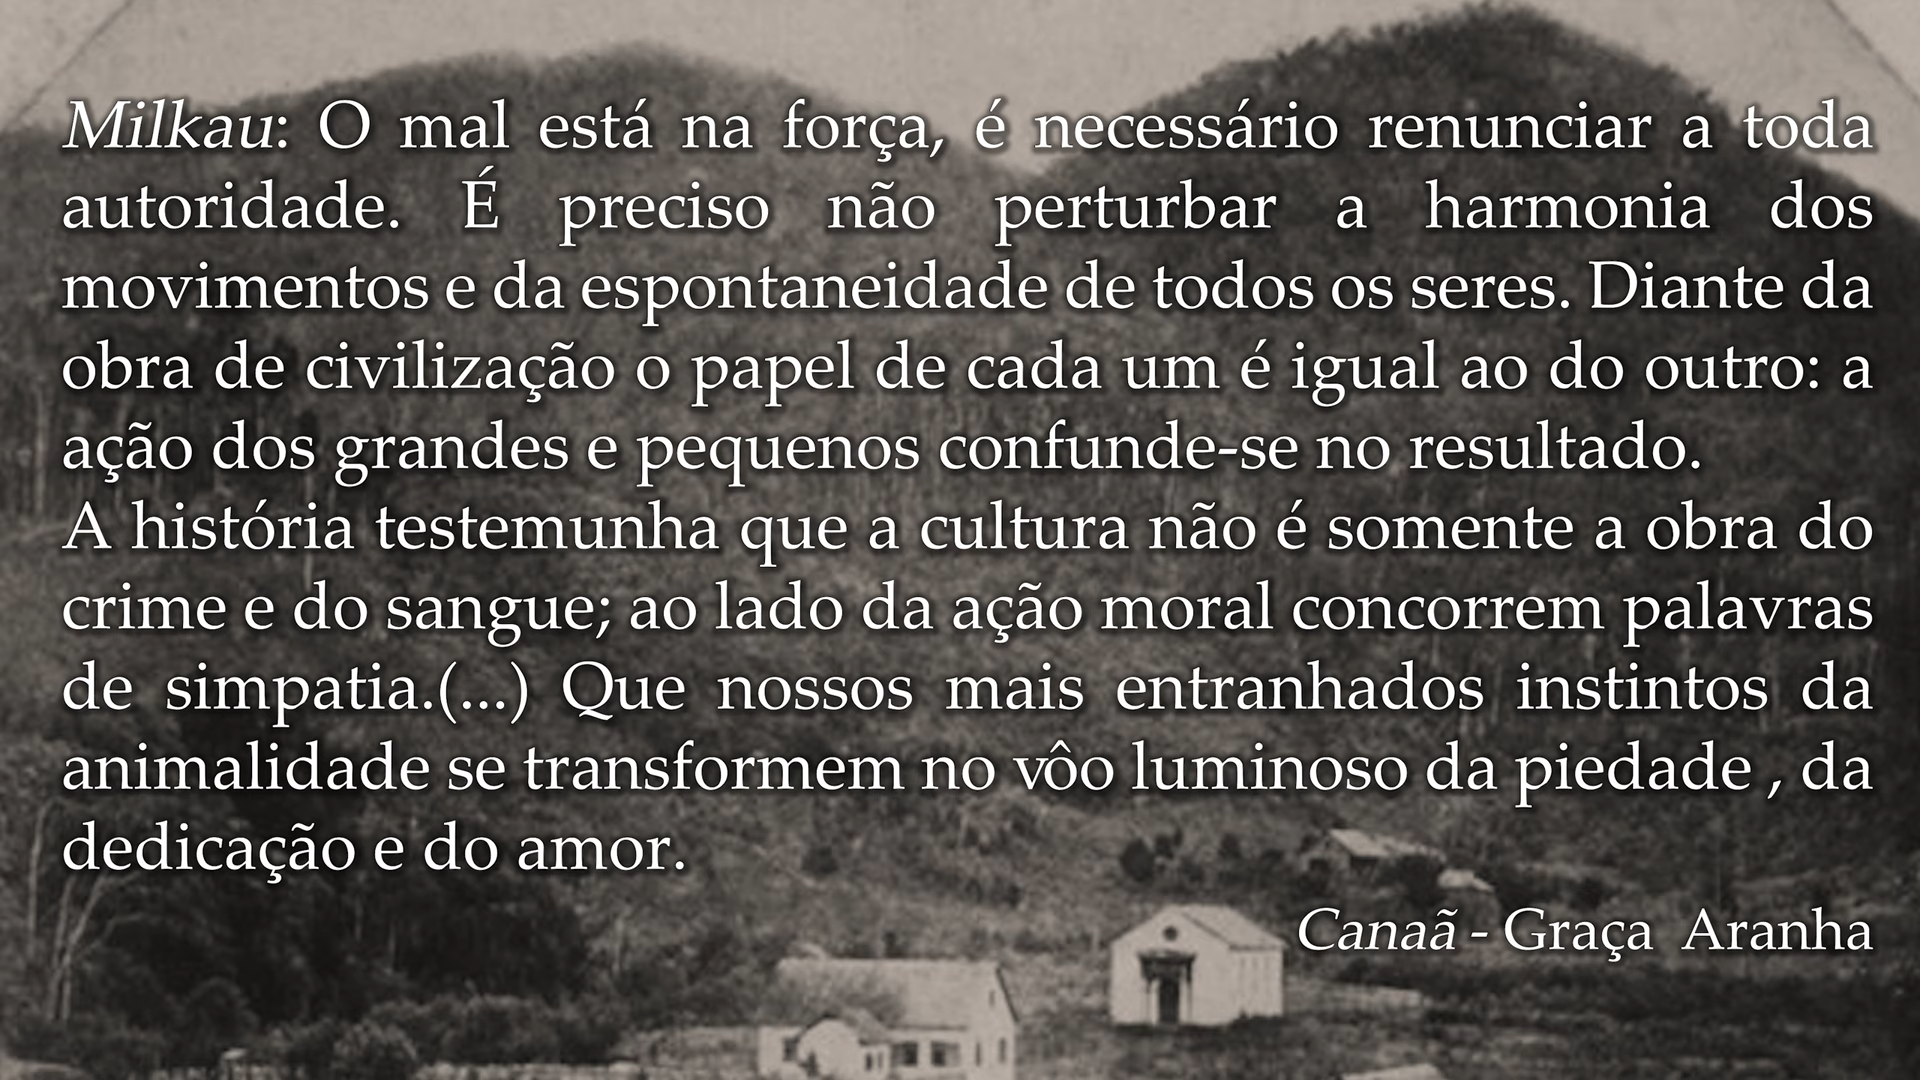 Milkau: O mal está na força, é necessário renunciar a toda
autoridade. É preciso não perturbar a harmonia dos
movimentos e da espontaneidade de todos os seres. Diante da
obra de civilização o papel de cada um é igual ao do outro: a
ação dos grandes e pequenos confunde-se no resultado.
A história testemunha que a cultura não é somente a obra do
crime e do sangue; ao lado da ação moral concorrem palavras
de simpatia.(...) Que nossos mais entranhados instintos da
animalidade se transformem no vôo luminoso da piedade , da
dedicação e do amor.
Canaã - Graça Aranha